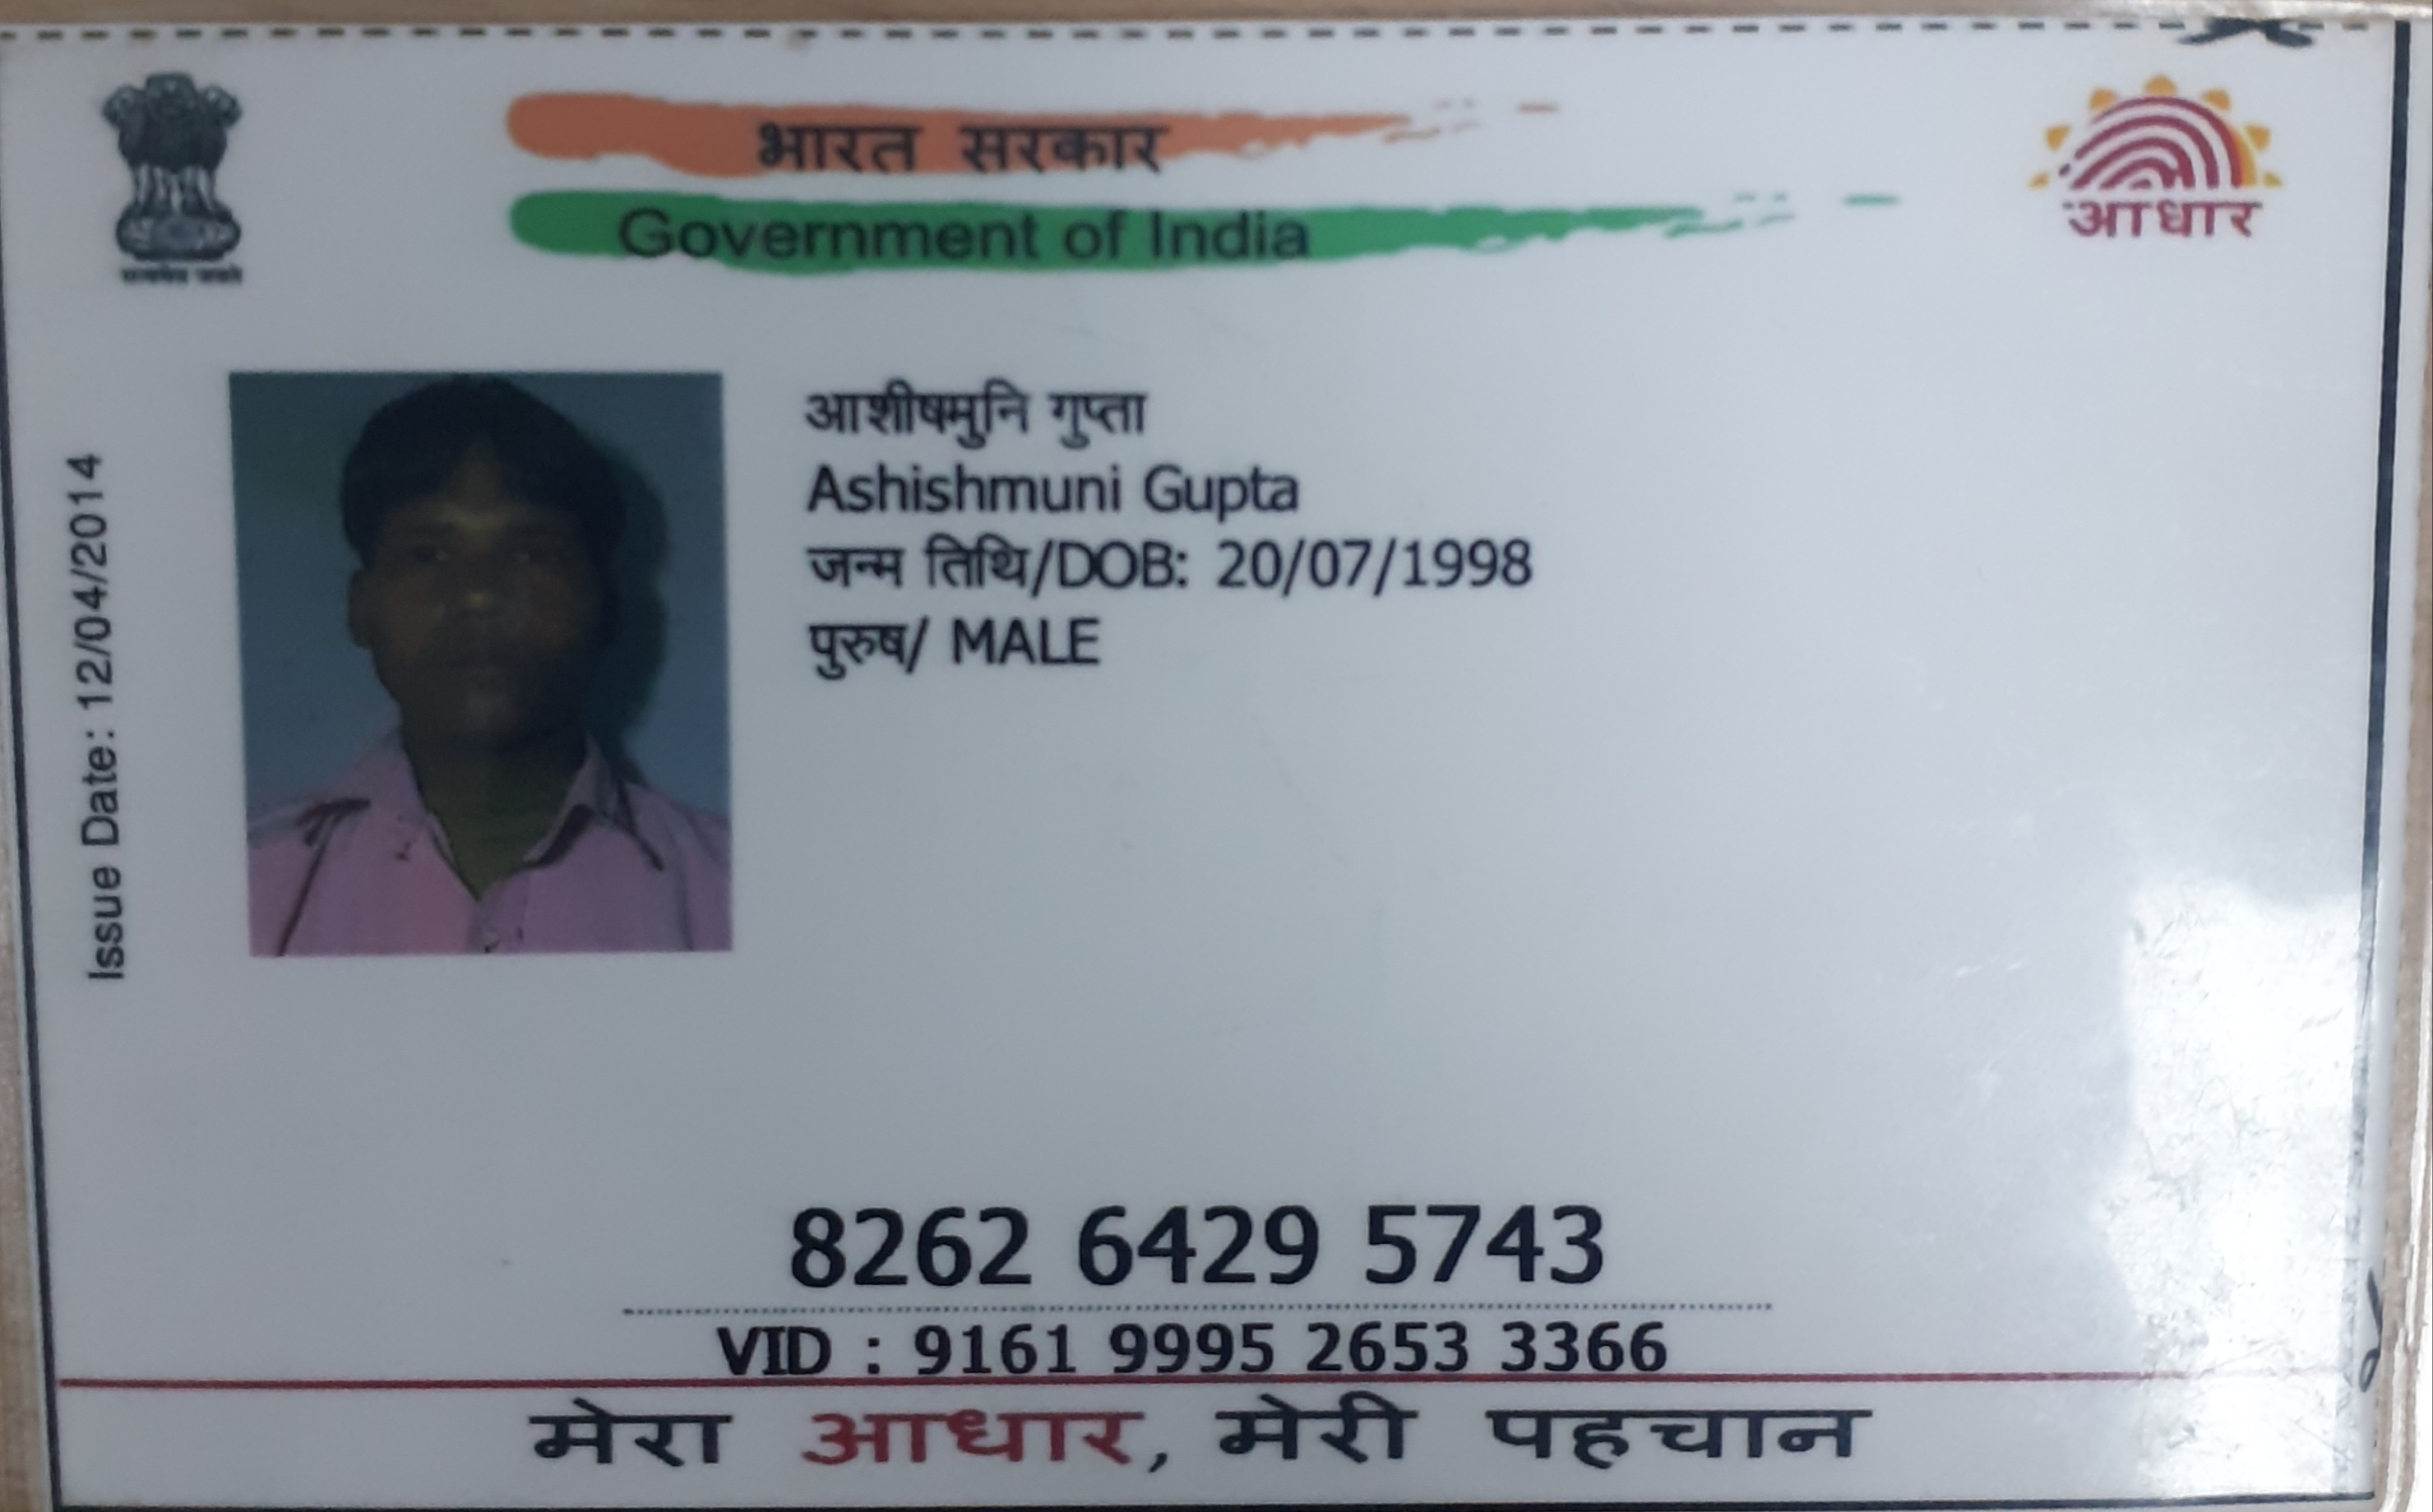 भारत सरकार
Government of India
आधार
सत्यमेव जयते
Issue Date: 12/04/2014
आशीषमुनि गुप्ता
Ashishmuni Gupta
जन्म तिथि/DOB: 20/07/1998
पुरुष/ MALE
8262 6429 5743
VID : 9161 9995 2653 3366
मेरा आधार, मेरी पहचान